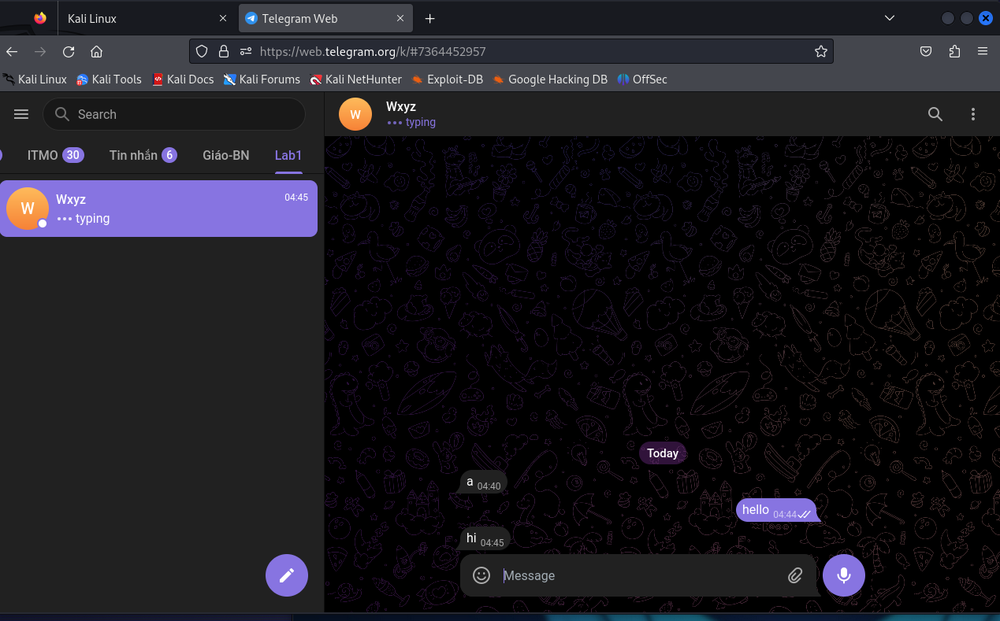 Kali Linux
Telegram Web
https://web.telegram.org/k/#7364452957
Kali Linux Kali Tools Kali Docs Kali Forums Kali NetHunter Exploit-DB Google Hacking DB OffSec
Search
ITMO 30 Tin nhắn 6 Giáo-BN Lab1
W
Wxyz 04:45
typing
W
Wxyz
typing
Today
a 04:40
hello 04:44
hi 04:45
Message